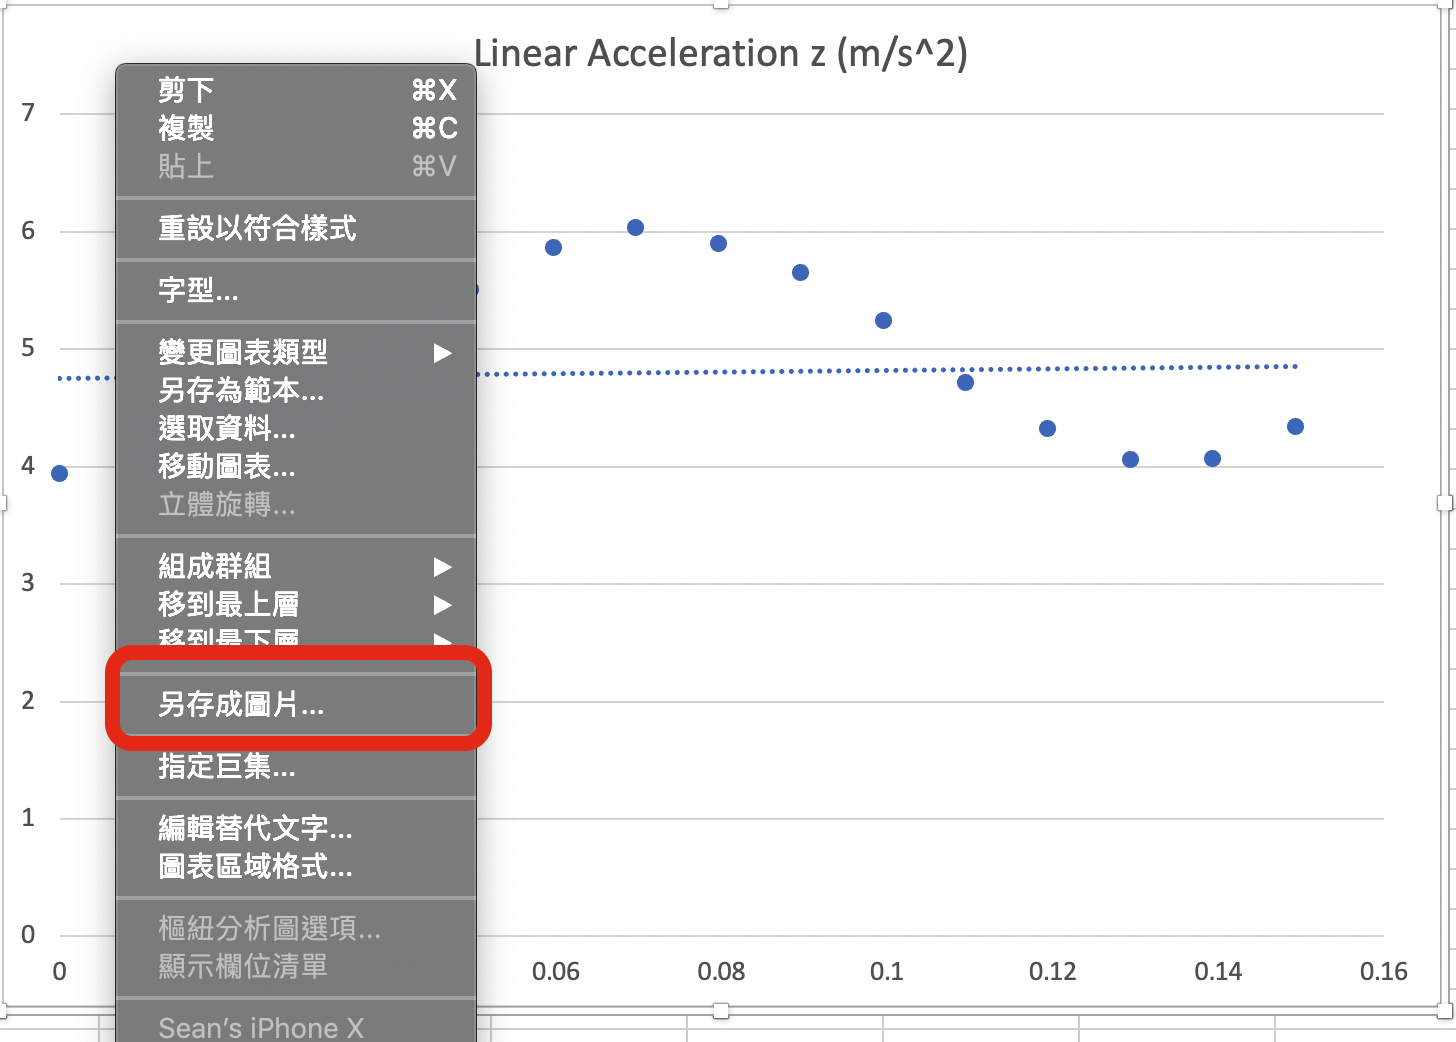 Linear Acceleration z (m/s^2)
7
6
5
4
3
2
1
0
0
0.06
0.08
0.1
0.12
0.14
0.16
剪下 ⌘X
複製 ⌘C
貼上 ⌘V
重設以符合樣式
字型...
變更圖表類型 ▶
另存為範本...
選取資料...
移動圖表...
立體旋轉...
組成群組 ▶
移到最上層 ▶
移到最下層 ▶
另存成圖片...
指定巨集...
編輯替代文字...
圖表區域格式...
樞紐分析圖選項...
顯示欄位清單
Sean's iPhone X